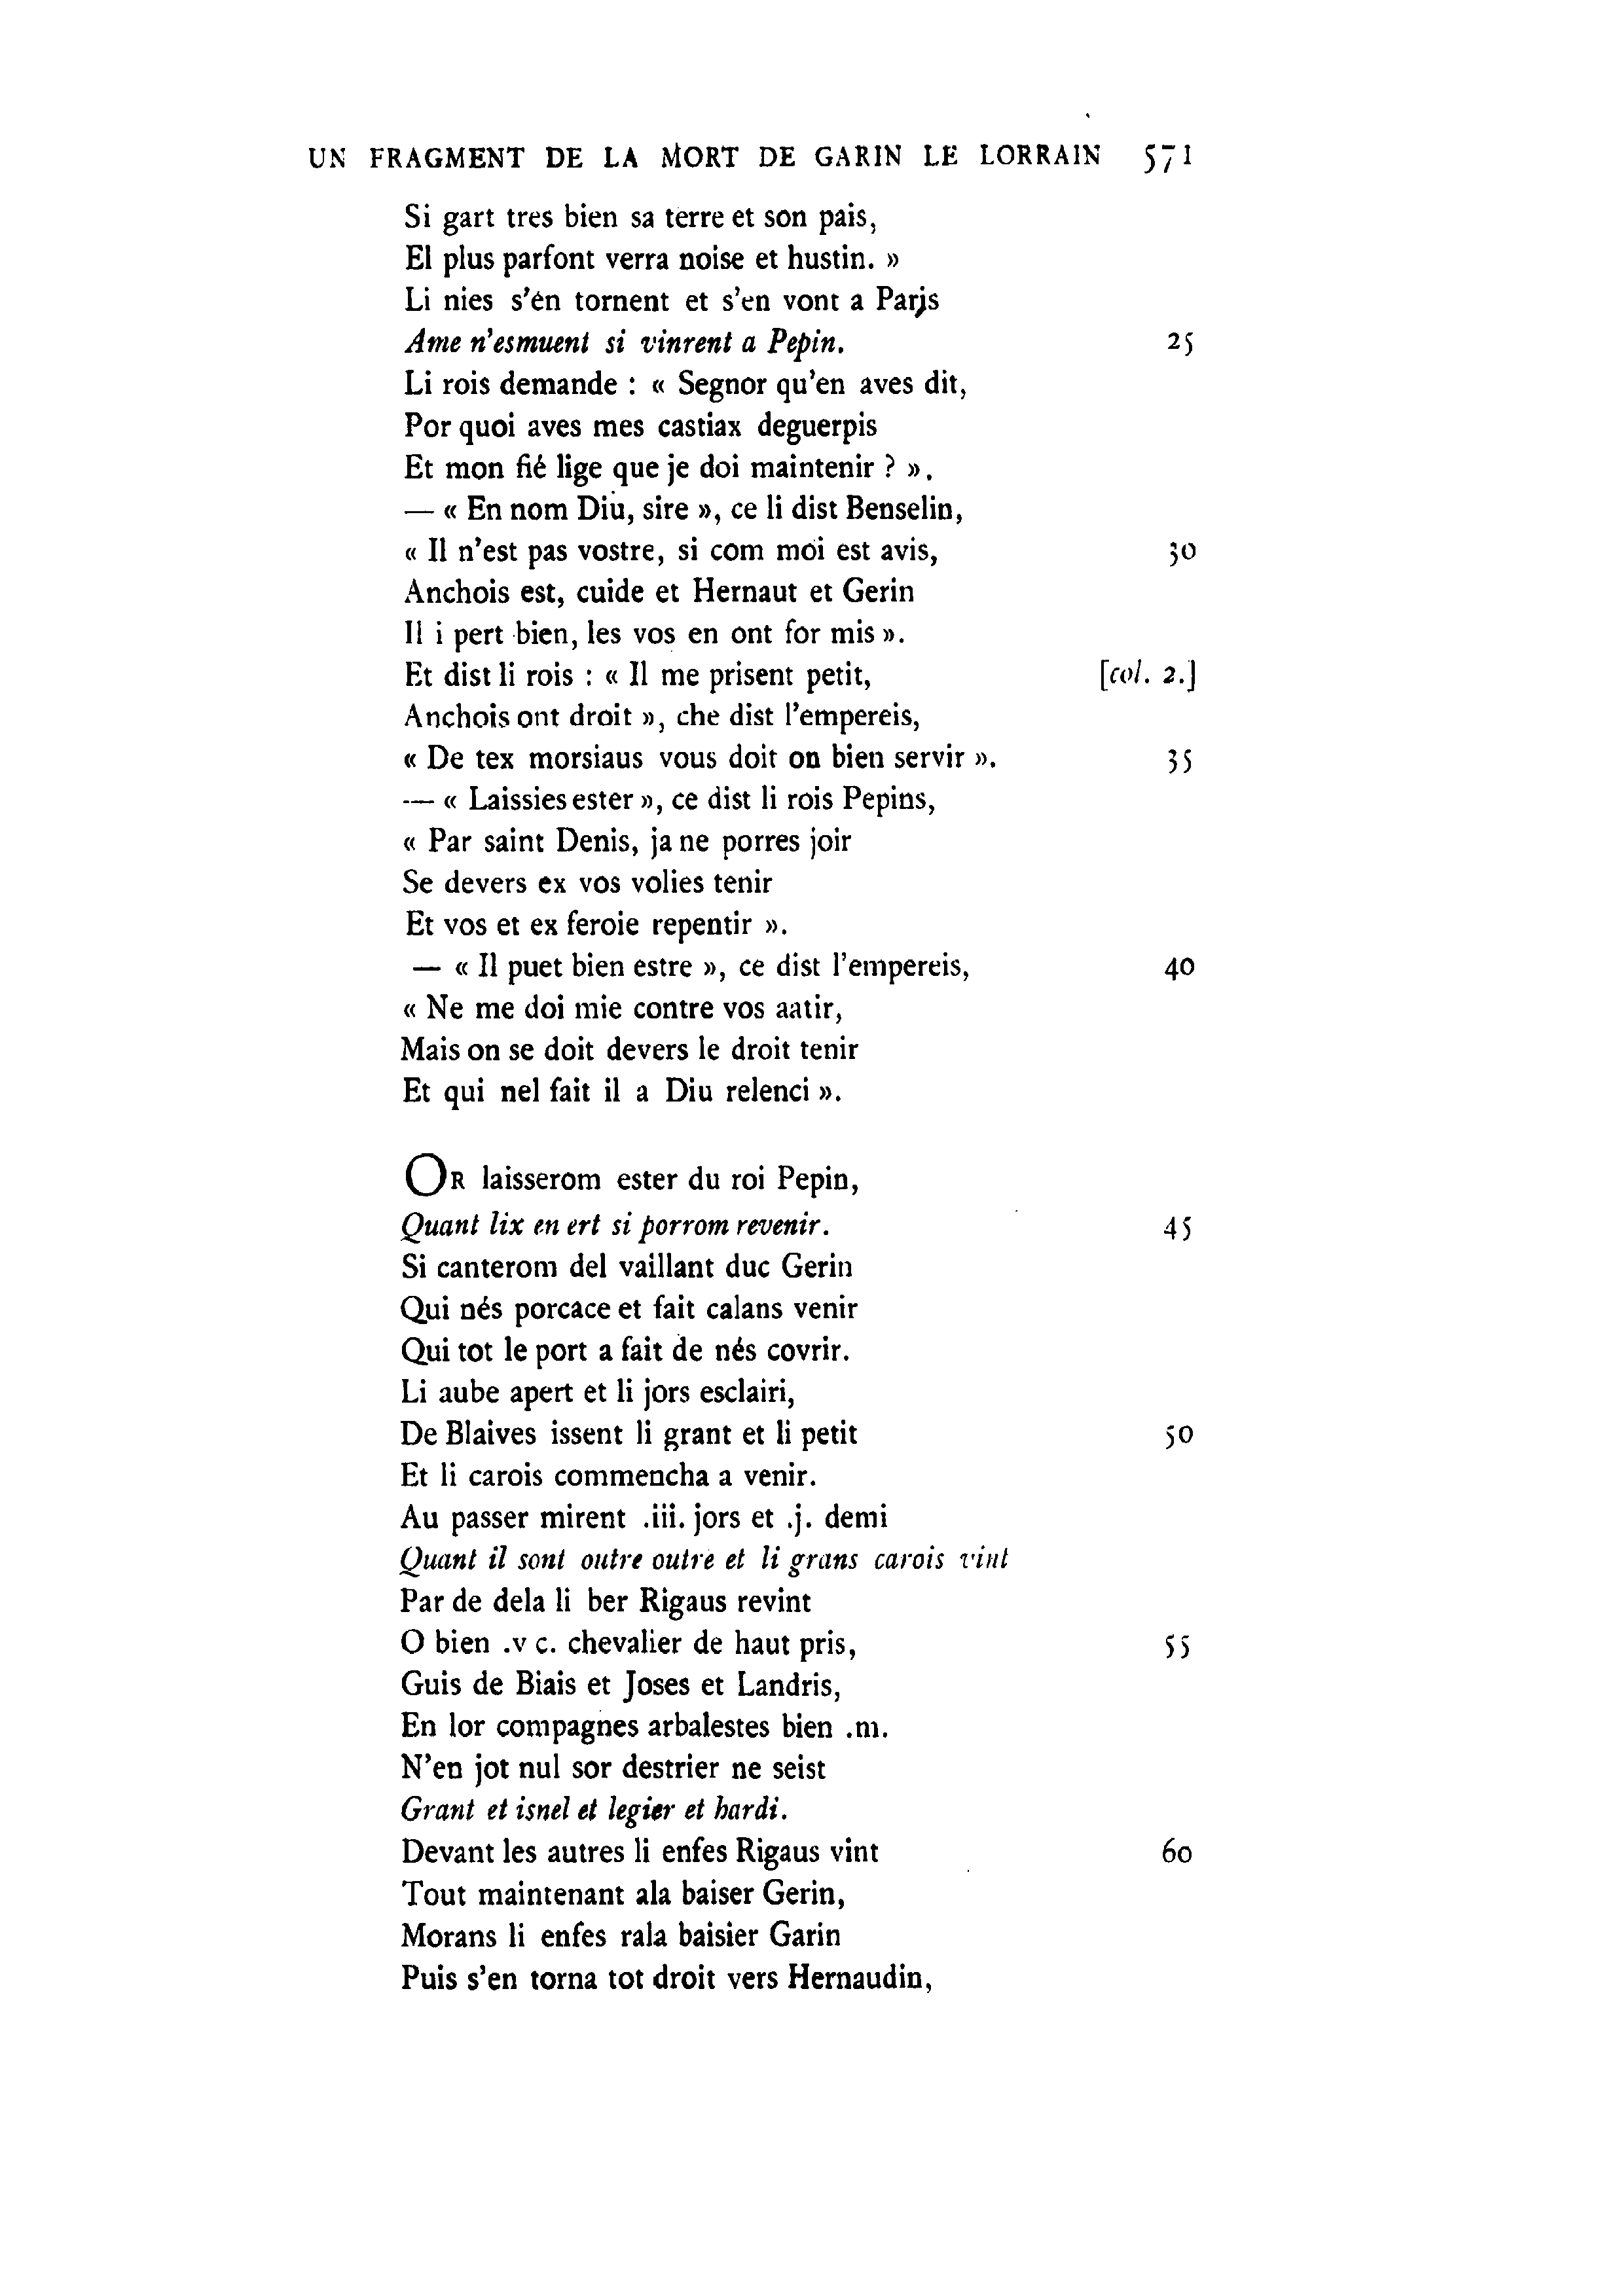 UN FRAGMENT DE LA MORT DE GARIN LE LORRAIN 571
Si gart tres bien sa terre et son pais,
El plus parfont verra noise et hustin. »
Li nies s'en tornent et s'en vont a Paris
Ame n'esmuent si vinrent a Pepin. 25
Li rois demande : « Segnor qu'en aves dit,
Por quoi aves mes castiax deguerpis
Et mon fié lige que je doi maintenir ? ».
— « En nom Diu, sire », ce li dist Benselin,
« Il n'est pas vostre, si com moi est avis, 30
Anchois est, cuide et Hernaut et Gerin
Il i pert bien, les vos en ont for mis ».
Et dist li rois : « Il me prisent petit, [col. 2.]
Anchois ont droit », che dist l'empereis,
« De tex morsiaus vous doit on bien servir ». 35
— « Laissies ester », ce dist li rois Pepins,
« Par saint Denis, ja ne porres joir
Se devers ex vos volies tenir
Et vos et ex feroie repentir ».
— « Il puet bien estre », ce dist l'empereis, 40
« Ne me doi mie contre vos aatir,
Mais on se doit devers le droit tenir
Et qui nel fait il a Diu relenci ».
OR laisserom ester du roi Pepin,
Quant lix en ert si porrom revenir. 45
Si canterom del vaillant duc Gerin
Qui nés porcace et fait calans venir
Qui tot le port a fait de nés covrir.
Li aube apert et li jors esclairi,
De Blaives issent li grant et li petit 50
Et li carois commencha a venir.
Au passer mirent .iii. jors et .j. demi
Quant il sont outre outre et li grans carois vint
Par de dela li ber Rigaus revint
O bien .v c. chevalier de haut pris, 55
Guis de Biais et Joses et Landris,
En lor compagnes arbalestes bien .m.
N'en jot nul sor destrier ne seist
Grant et isnel et legier et hardi.
Devant les autres li enfes Rigaus vint 60
Tout maintenant ala baiser Gerin,
Morans li enfes rala baisier Garin
Puis s'en torna tot droit vers Hernaudin,